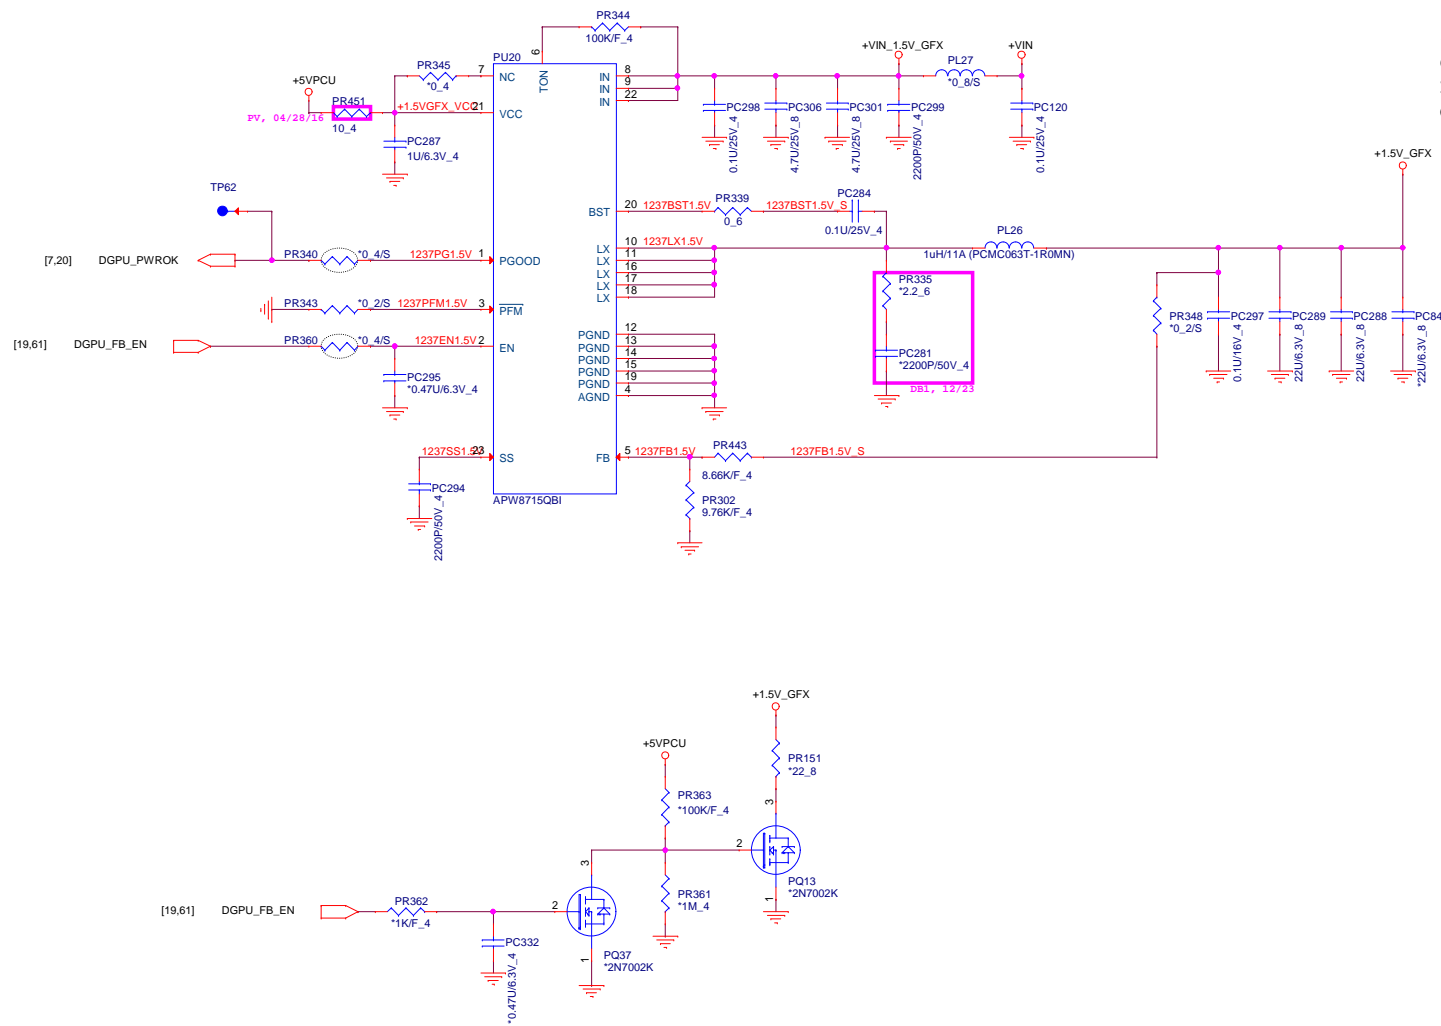 PR344
100K/F_4
6
TON
PU20
+VIN_1.5V_GFX
+VIN
PR345
*0_4
7
NC
IN
8
IN
9
IN
22
PL27
*0_8/S
+5VPCU
PR451
10_4
PV, 04/28/16
+1.5VGFX_VCC
21
VCC
PC287
1U/6.3V_4
PC298
0.1U/25V_4
PC306
4.7U/25V_8
PC301
4.7U/25V_8
PC299
2200P/50V_4
PC120
0.1U/25V_4
+1.5V_GFX
TP62
BST
20
1237BST1.5V
PR339
0_6
1237BST1.5V_S
PC284
0.1U/25V_4
LX
10
1237LX1.5V
LX
11
LX
16
LX
17
LX
18
PL26
1uH/11A (PCMC063T-1R0MN)
[7,20]
DGPU_PWROK
PR340
*0_4/S
1237PG1.5V
1
PGOOD
PR335
*2.2_6
PC281
*2200P/50V_4
DB1, 12/23
PR343
*0_2/S
1237PFM1.5V
3
PFM
PR348
*0_2/S
PC297
0.1U/16V_4
PC289
22U/6.3V_8
PC288
22U/6.3V_8
PC84
*22U/6.3V_8
[19,61]
DGPU_FB_EN
PR360
*0_4/S
1237EN1.5V
2
EN
PC295
*0.47U/6.3V_4
PGND
12
PGND
13
PGND
14
PGND
15
PGND
19
AGND
4
1237SS1.5V
23
SS
PC294
2200P/50V_4
FB
5
1237FB1.5V
PR443
8.66K/F_4
1237FB1.5V_S
PR302
9.76K/F_4
APW8715QBI
+1.5V_GFX
PR151
*22_8
+5VPCU
PR363
*100K/F_4
3
2
PQ13
*2N7002K
1
3
PR361
*1M_4
[19,61]
DGPU_FB_EN
PR362
*1K/F_4
2
PC332
*0.47U/6.3V_4
PQ37
*2N7002K
1